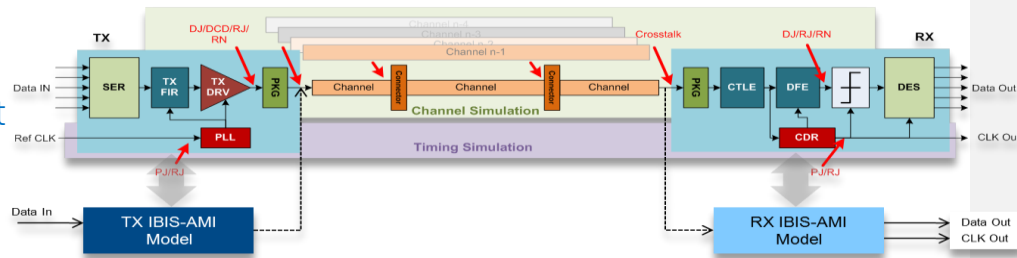 TX
DJ/DCD/RJ/
RN
Channel n-4
Channel n-3
Channel n-2
Channel n-1
Crosstalk
DJ/RJ/RN
RX
Data IN
SER
TX
FIR
TX
DRV
PKG
Channel
Connector
Channel
Connector
Channel
PKG
CTLE
DFE
DES
Data Out
Channel Simulation
Ref CLK
PLL
Timing Simulation
CDR
CLK Ou
PJ/RJ
PJ/RJ
Data In
TX IBIS-AMI
Model
RX IBIS-AMI
Model
Data Out
CLK Out